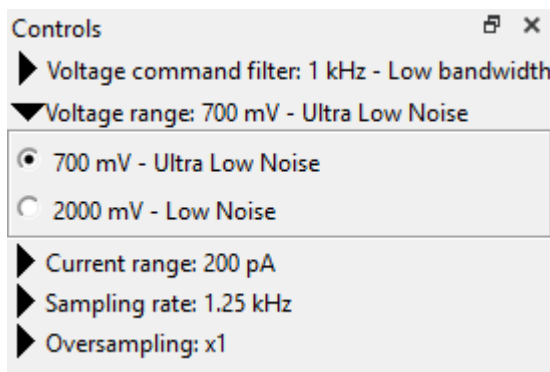 Controls
Voltage command filter: 1 kHz - Low bandwidth
Voltage range: 700 mV - Ultra Low Noise
700 mV - Ultra Low Noise
2000 mV - Low Noise
Current range: 200 pA
Sampling rate: 1.25 kHz
Oversampling: x1